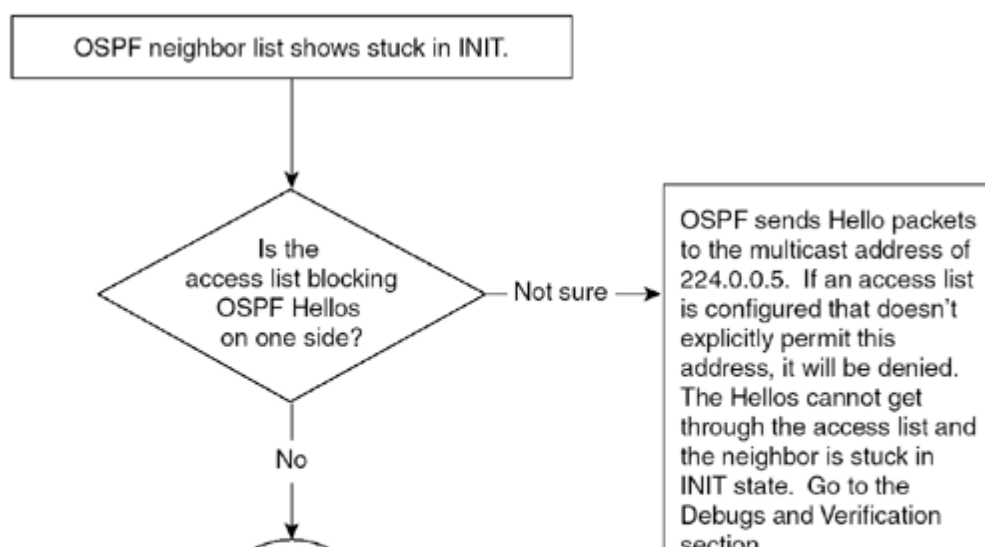 OSPF neighbor list shows stuck in INIT.
Is the
access list blocking
OSPF Hellos
on one side?
Not sure
OSPF sends Hello packets
to the multicast address of
224.0.0.5. If an access list
is configured that doesn't
explicitly permit this
address, it will be denied.
The Hellos cannot get
through the access list and
the neighbor is stuck in
INIT state. Go to the
Debugs and Verification
section
No